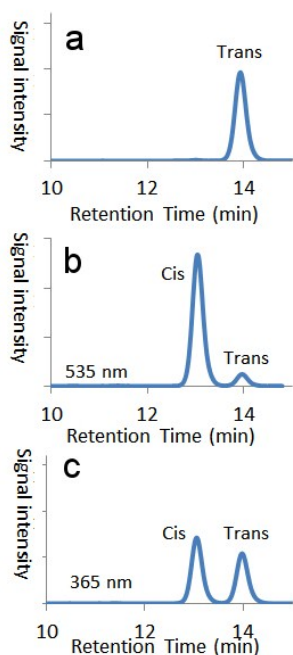 a
Trans
Signal intensity
10 12 14
Retention Time (min)
b
Cis
Trans
535 nm
Signal intensity
10 12 14
Retention Time (min)
c
Cis
Trans
365 nm
Signal intensity
10 12 14
Retention Time (min)